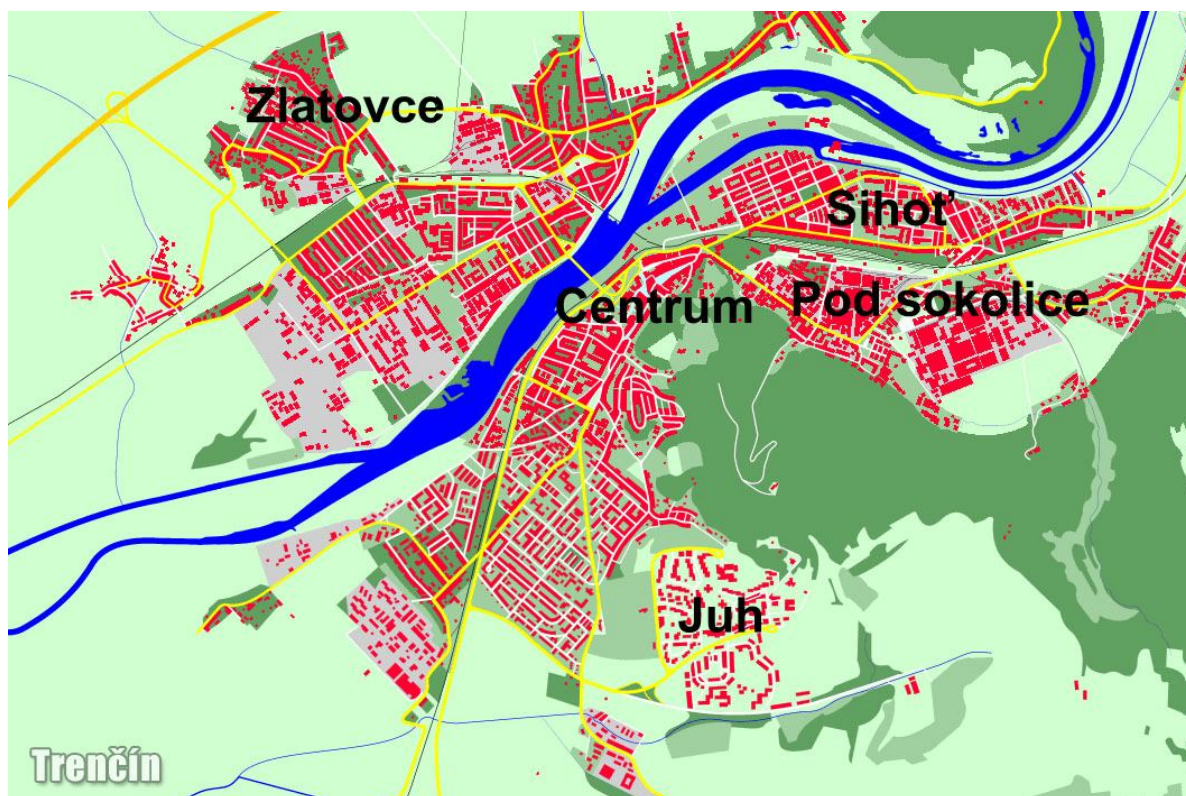 Zlatovce
Sihoť
Centrum
Pod sokolice
Juh
Trenčín